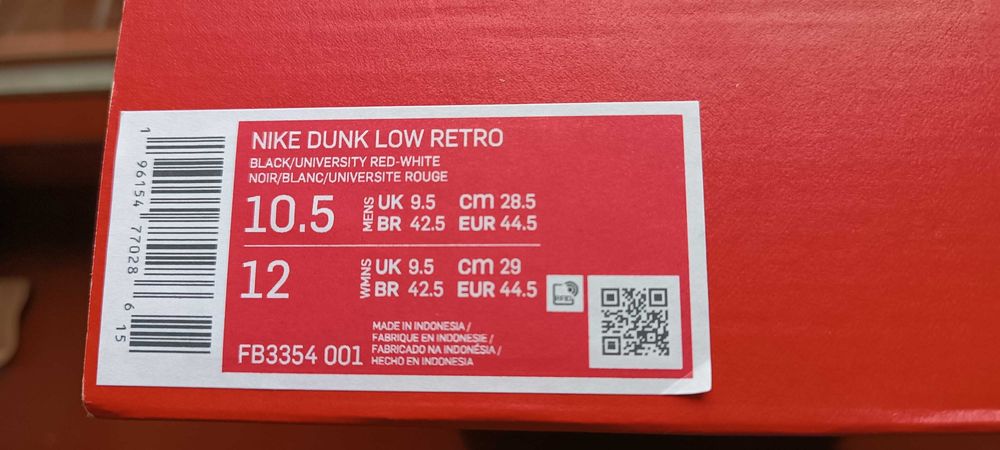 1 96154 77028 6 15
NIKE DUNK LOW RETRO
BLACK/UNIVERSITY RED-WHITE
NOIR/BLANC/UNIVERSITE ROUGE
10.5 MENS UK 9.5 cm 28.5
BR 42.5 EUR 44.5
12 WMNS UK 9.5 cm 29
BR 42.5 EUR 44.5
RFID
FB3354 001
MADE IN INDONESIA /
FABRIQUE EN INDONESIE /
FABRICADO NA INDONÉSIA /
HECHO EN INDONESIA